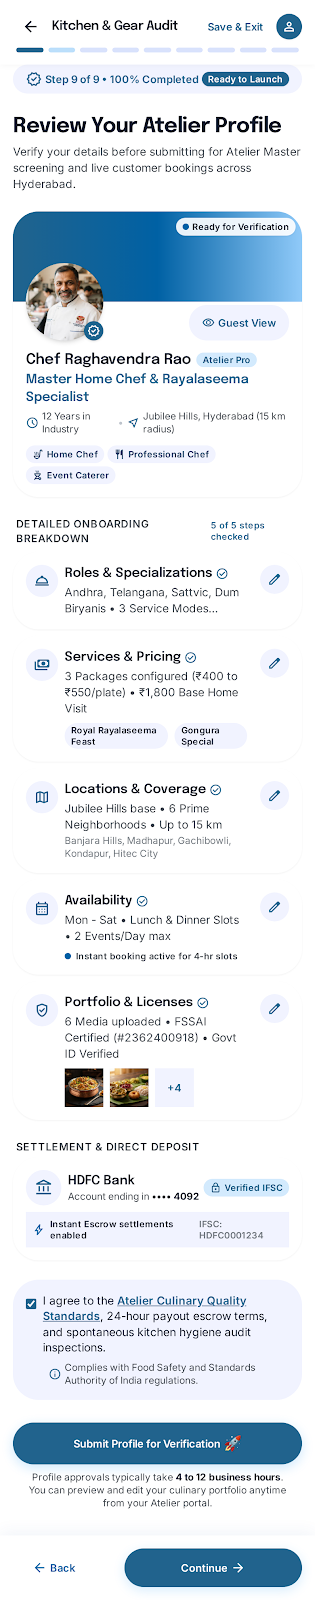 Kitchen & Gear Audit
Save & Exit
Step 9 of 9 • 100% Completed
Ready to Launch
Review Your Atelier Profile
Verify your details before submitting for Atelier Master
screening and live customer bookings across
Hyderabad.
Ready for Verification
Guest View
Chef Raghavendra Rao
Atelier Pro
Master Home Chef & Rayalaseema
Specialist
12 Years in
Industry
•
Jubilee Hills, Hyderabad (15 km
radius)
Home Chef
Professional Chef
Event Caterer
DETAILED ONBOARDING
BREAKDOWN
5 of 5 steps
checked
Roles & Specializations
Andhra, Telangana, Sattvic, Dum
Biryanis • 3 Service Modes...
Services & Pricing
3 Packages configured (₹400 to
₹550/plate) • ₹1,800 Base Home
Visit
Royal Rayalaseema
Feast
Gongura
Special
Locations & Coverage
Jubilee Hills base • 6 Prime
Neighborhoods • Up to 15 km
Banjara Hills, Madhapur, Gachibowli,
Kondapur, Hitec City
Availability
Mon - Sat • Lunch & Dinner Slots
• 2 Events/Day max
Instant booking active for 4-hr slots
Portfolio & Licenses
6 Media uploaded • FSSAI
Certified (#2362400918) • Govt
ID Verified
+4
SETTLEMENT & DIRECT DEPOSIT
HDFC Bank
Account ending in •••• 4092
Verified IFSC
Instant Escrow settlements
enabled
IFSC:
HDFC0001234
I agree to the Atelier Culinary Quality
Standards, 24-hour payout escrow terms,
and spontaneous kitchen hygiene audit
inspections.
Complies with Food Safety and Standards
Authority of India regulations.
Submit Profile for Verification 🚀
Profile approvals typically take 4 to 12 business hours.
You can preview and edit your culinary portfolio anytime
from your Atelier portal.
Back
Continue